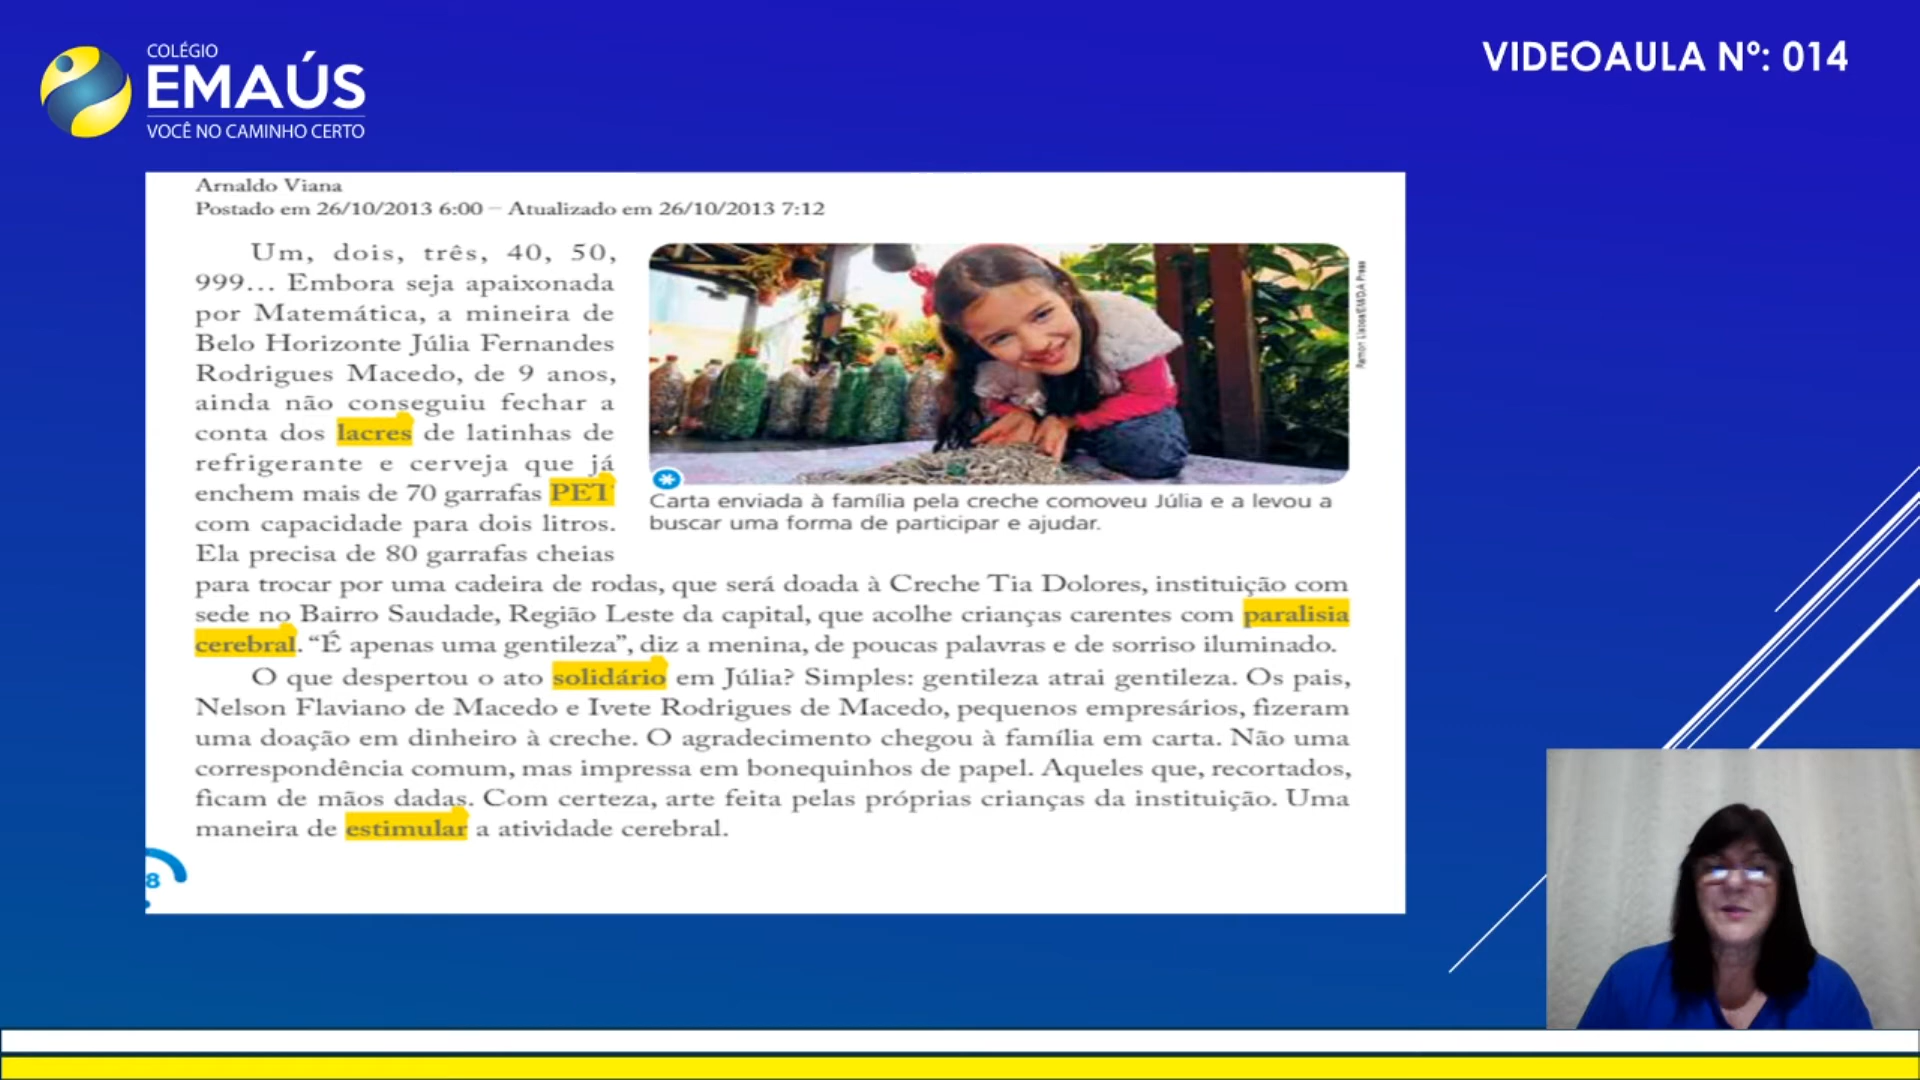 COLÉGIO
EMAÚS
VOCÊ NO CAMINHO CERTO
VIDEOAULA Nº: 014
Arnaldo Viana
Postado em 26/10/2013 6:00 – Atualizado em 26/10/2013 7:12
Um, dois, três, 40, 50,
999... Embora seja apaixonada
por Matemática, a mineira de
Belo Horizonte Júlia Fernandes
Rodrigues Macedo, de 9 anos,
ainda não conseguiu fechar a
conta dos lacres de latinhas de
refrigerante e cerveja que já
enchem mais de 70 garrafas PET
com capacidade para dois litros.
Ela precisa de 80 garrafas cheias
para trocar por uma cadeira de rodas, que será doada à Creche Tia Dolores, instituição com
sede no Bairro Saudade, Região Leste da capital, que acolhe crianças carentes com paralisia
cerebral. “É apenas uma gentileza”, diz a menina, de poucas palavras e de sorriso iluminado.
O que despertou o ato solidário em Júlia? Simples: gentileza atrai gentileza. Os pais,
Nelson Flaviano de Macedo e Ivete Rodrigues de Macedo, pequenos empresários, fizeram
uma doação em dinheiro à creche. O agradecimento chegou à família em carta. Não uma
correspondência comum, mas impressa em bonequinhos de papel. Aqueles que, recortados,
ficam de mãos dadas. Com certeza, arte feita pelas próprias crianças da instituição. Uma
maneira de estimular a atividade cerebral.
Carta enviada à família pela creche comoveu Júlia e a levou a
buscar uma forma de participar e ajudar.
8